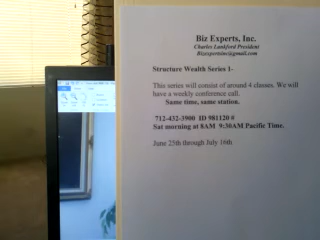 Biz Experts, Inc.
Charles Lankford President
Bizexpertsinc@gmail.com
Structure Wealth Series 1-
This series will consist of around 4 classes. We will
have a weekly conference call.
Same time, same station.
712-432-3900 ID 981120 #
Sat morning at 8AM 9:30AM Pacific Time.
June 25th through July 16th